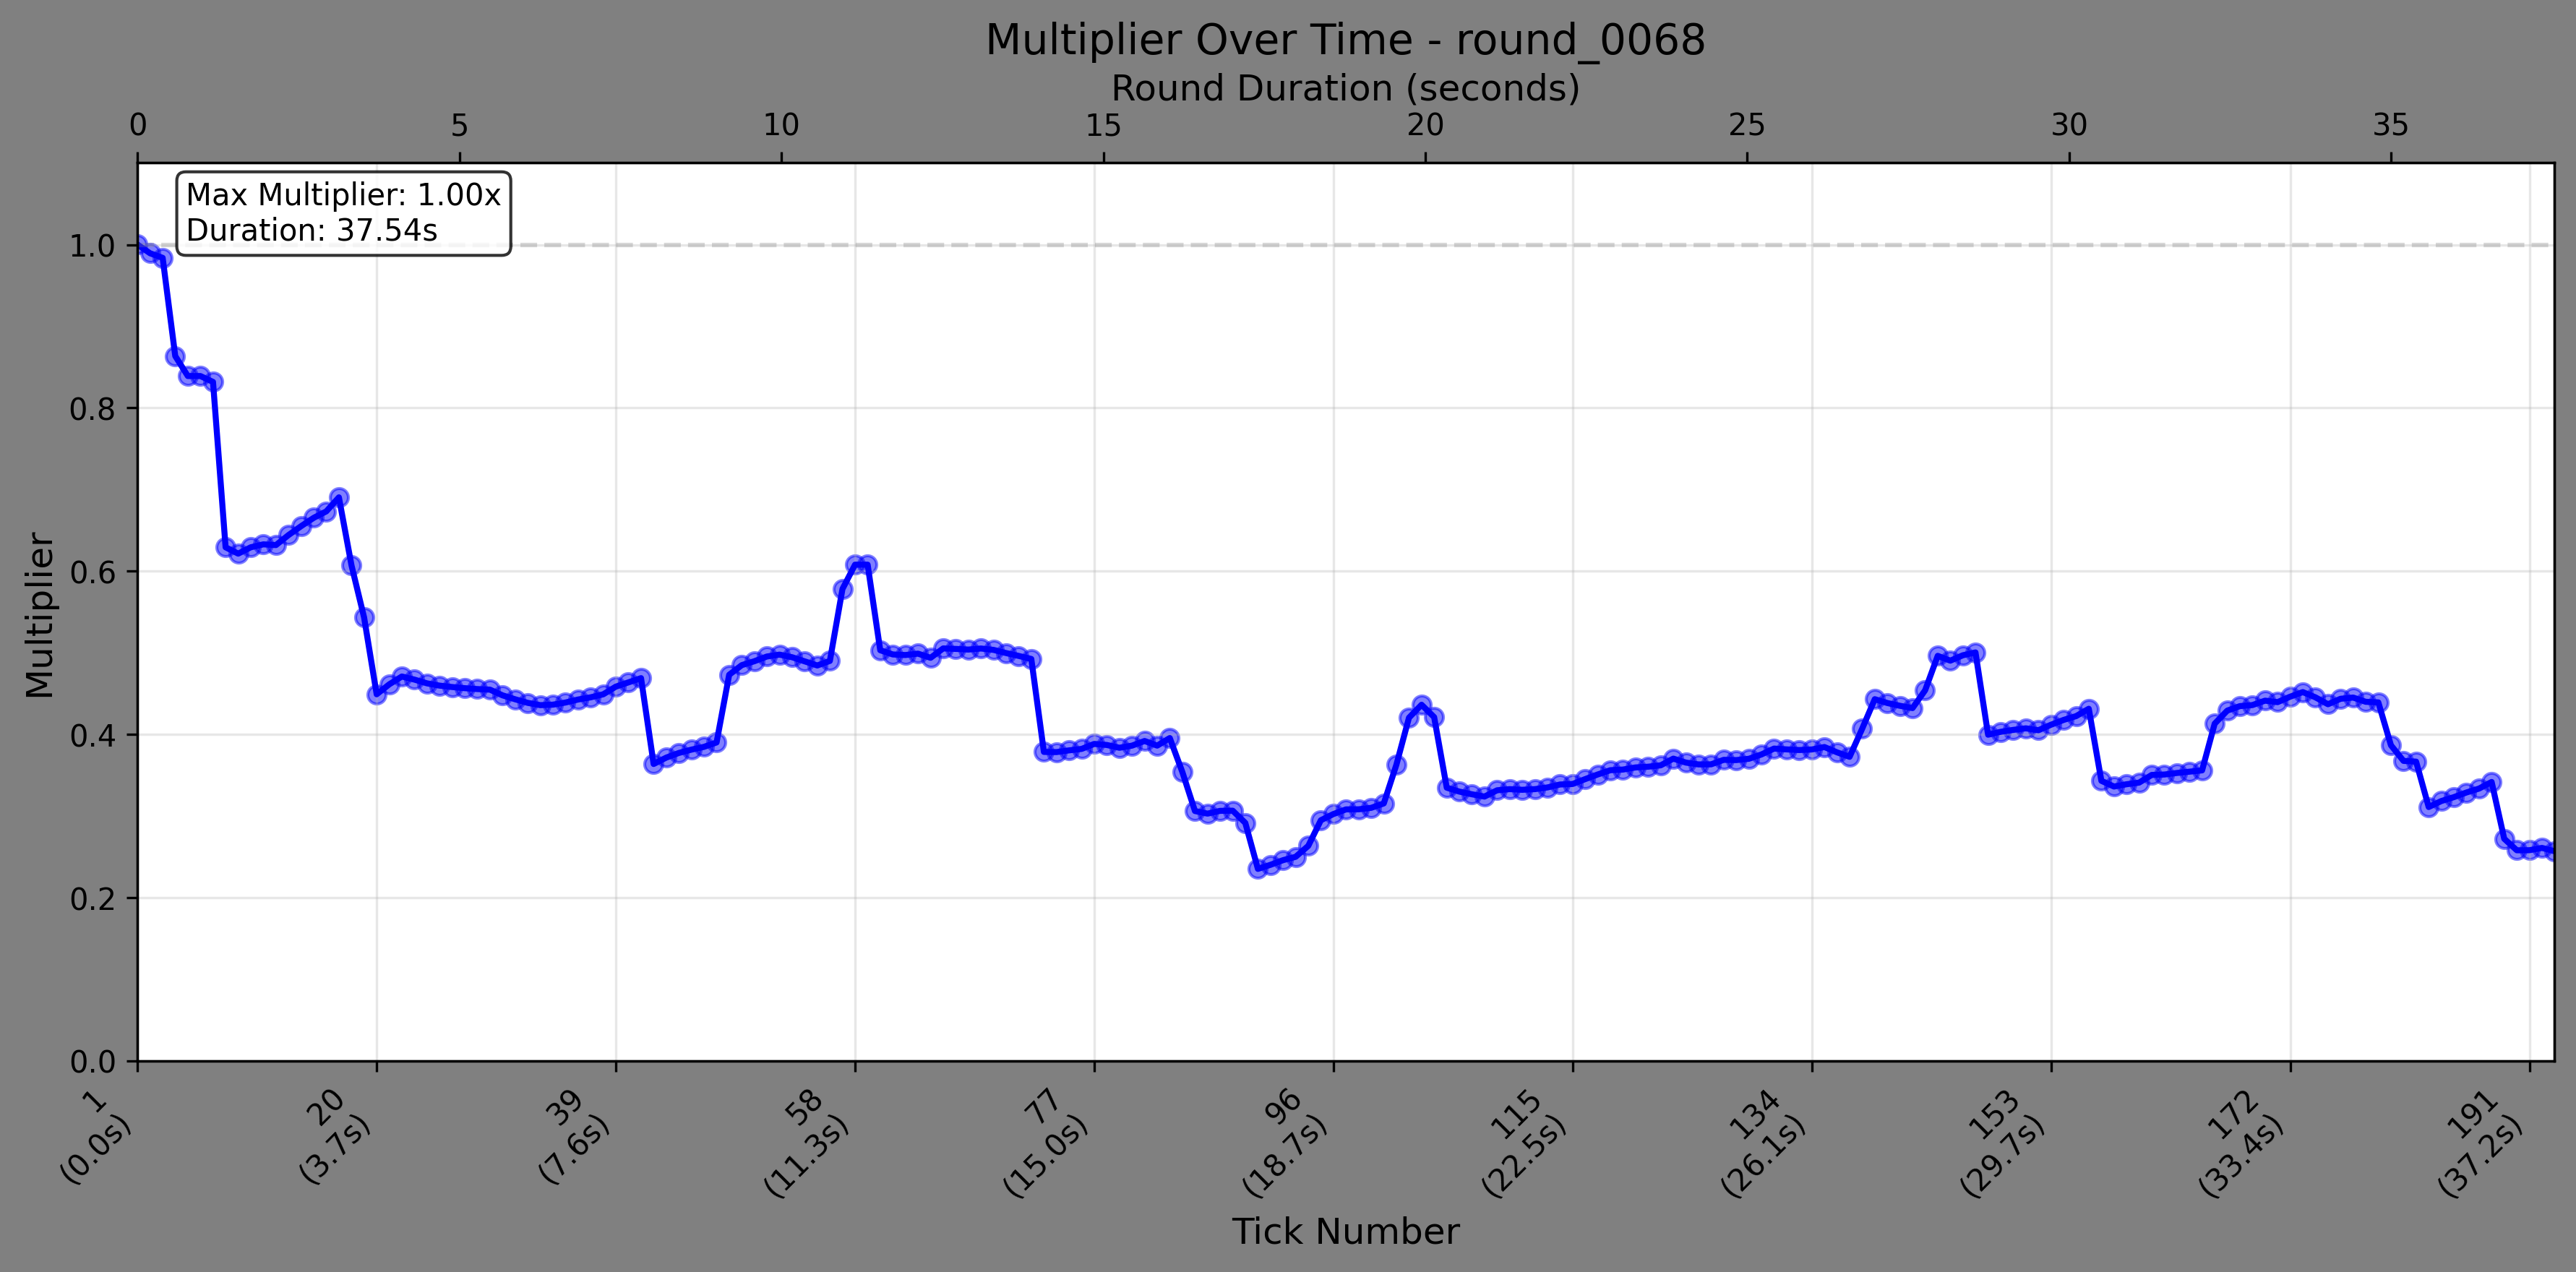 Multiplier Over Time - round_0068
Round Duration (seconds)
0 5 10 15 20 25 30 35
Max Multiplier: 1.00x
Duration: 37.54s
1.0
0.8
0.6
0.4
0.2
0.0
Multiplier
1 20 39 58 77 96 115 134 153 172 191
(0.0s) (3.7s) (7.6s) (11.3s) (15.0s) (18.7s) (22.5s) (26.1s) (29.7s) (33.4s) (37.2s)
Tick Number